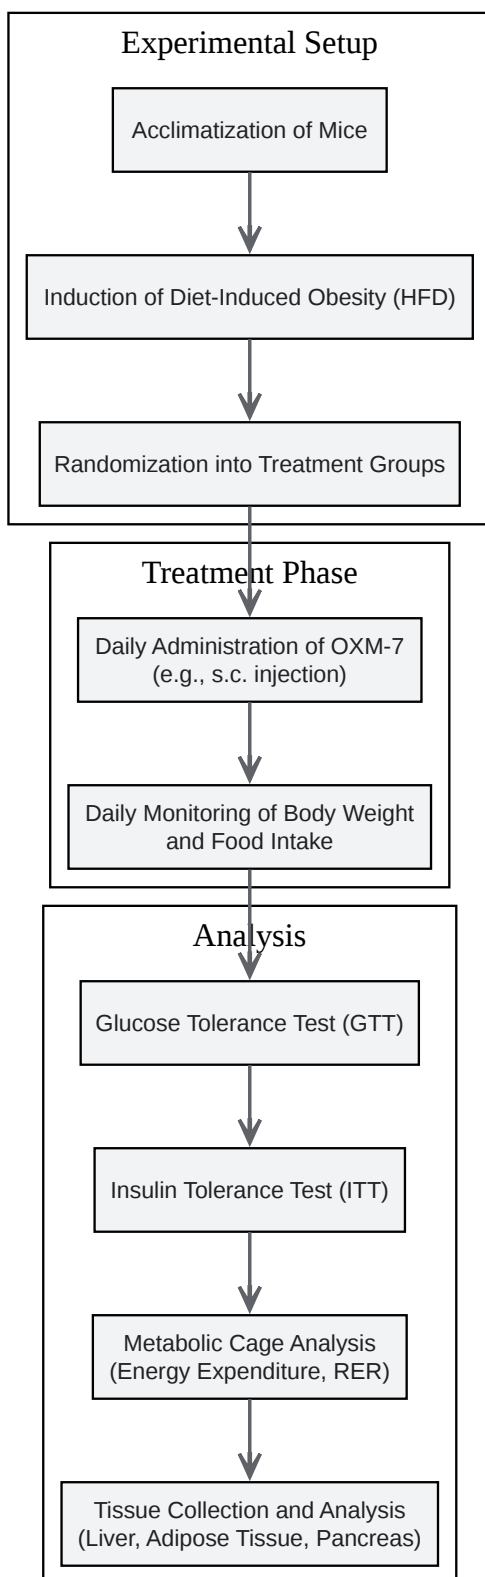 Experimental Setup
Acclimatization of Mice
Induction of Diet-Induced Obesity (HFD)
Randomization into Treatment Groups
Treatment Phase
Daily Administration of OXM-7
(e.g., s.c. injection)
Daily Monitoring of Body Weight
and Food Intake
Analysis
Glucose Tolerance Test (GTT)
Insulin Tolerance Test (ITT)
Metabolic Cage Analysis
(Energy Expenditure, RER)
Tissue Collection and Analysis
(Liver, Adipose Tissue, Pancreas)